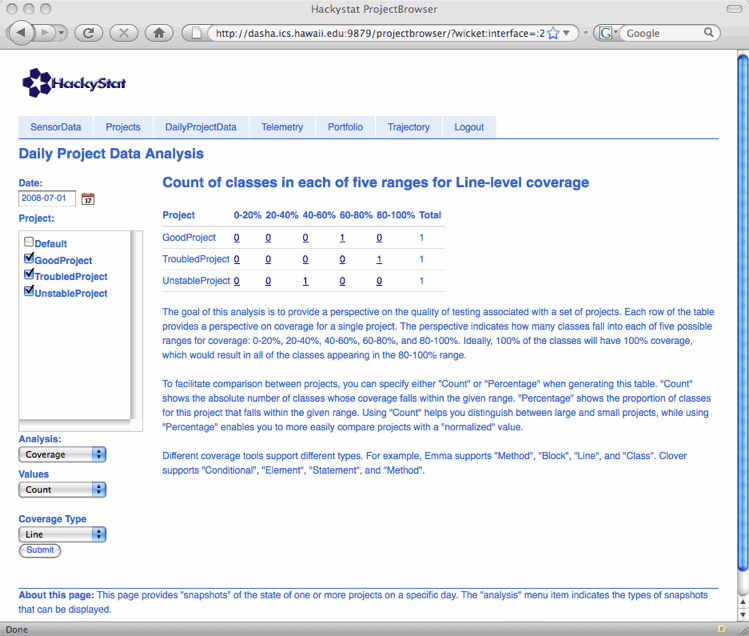 Hackystat ProjectBrowser
http://dasha.ics.hawaii.edu:9879/projectbrowser/?wicket:interface=:2
G Google
HackyStat
SensorData Projects DailyProjectData Telemetry Portfolio Trajectory Logout
Daily Project Data Analysis
Date:
2008-07-01 17
Project:
Default
GoodProject
TroubledProject
UnstableProject
Analysis:
Coverage
Values
Count
Coverage Type
Line
Submit
Count of classes in each of five ranges for Line-level coverage
Project 0-20% 20-40% 40-60% 60-80% 80-100% Total
GoodProject 0 0 0 1 0 1
TroubledProject 0 0 0 0 1 1
UnstableProject 0 0 1 0 0 1
The goal of this analysis is to provide a perspective on the quality of testing associated with a set of projects. Each row of the table
provides a perspective on coverage for a single project. The perspective indicates how many classes fall into each of five possible
ranges for coverage: 0-20%, 20-40%, 40-60%, 60-80%, and 80-100%. Ideally, 100% of the classes will have 100% coverage,
which would result in all of the classes appearing in the 80-100% range.
To facilitate comparison between projects, you can specify either "Count" or "Percentage" when generating this table. "Count"
shows the absolute number of classes whose coverage falls within the given range. "Percentage" shows the proportion of classes
for this project that falls within the given range. Using "Count" helps you distinguish between large and small projects, while using
"Percentage" enables you to more easily compare projects with a "normalized" value.
Different coverage tools support different types. For example, Emma supports "Method", "Block", "Line", and "Class". Clover
supports "Conditional", "Element", "Statement", and "Method".
About this page: This page provides "snapshots" of the state of one or more projects on a specific day. The "analysis" menu item indicates the types of snapshots
that can be displayed.
Done